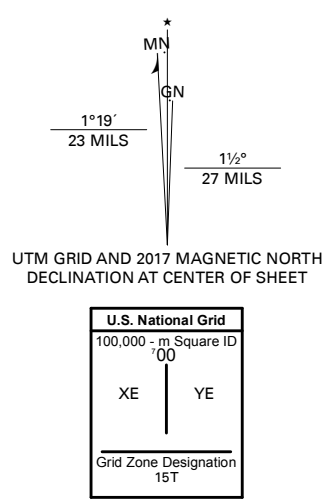 MN
GN
1°19´
23 MILS
1½°
27 MILS
UTM GRID AND 2017 MAGNETIC NORTH
DECLINATION AT CENTER OF SHEET
U.S. National Grid
100,000 - m Square ID
⁷00
XE YE
Grid Zone Designation
15T